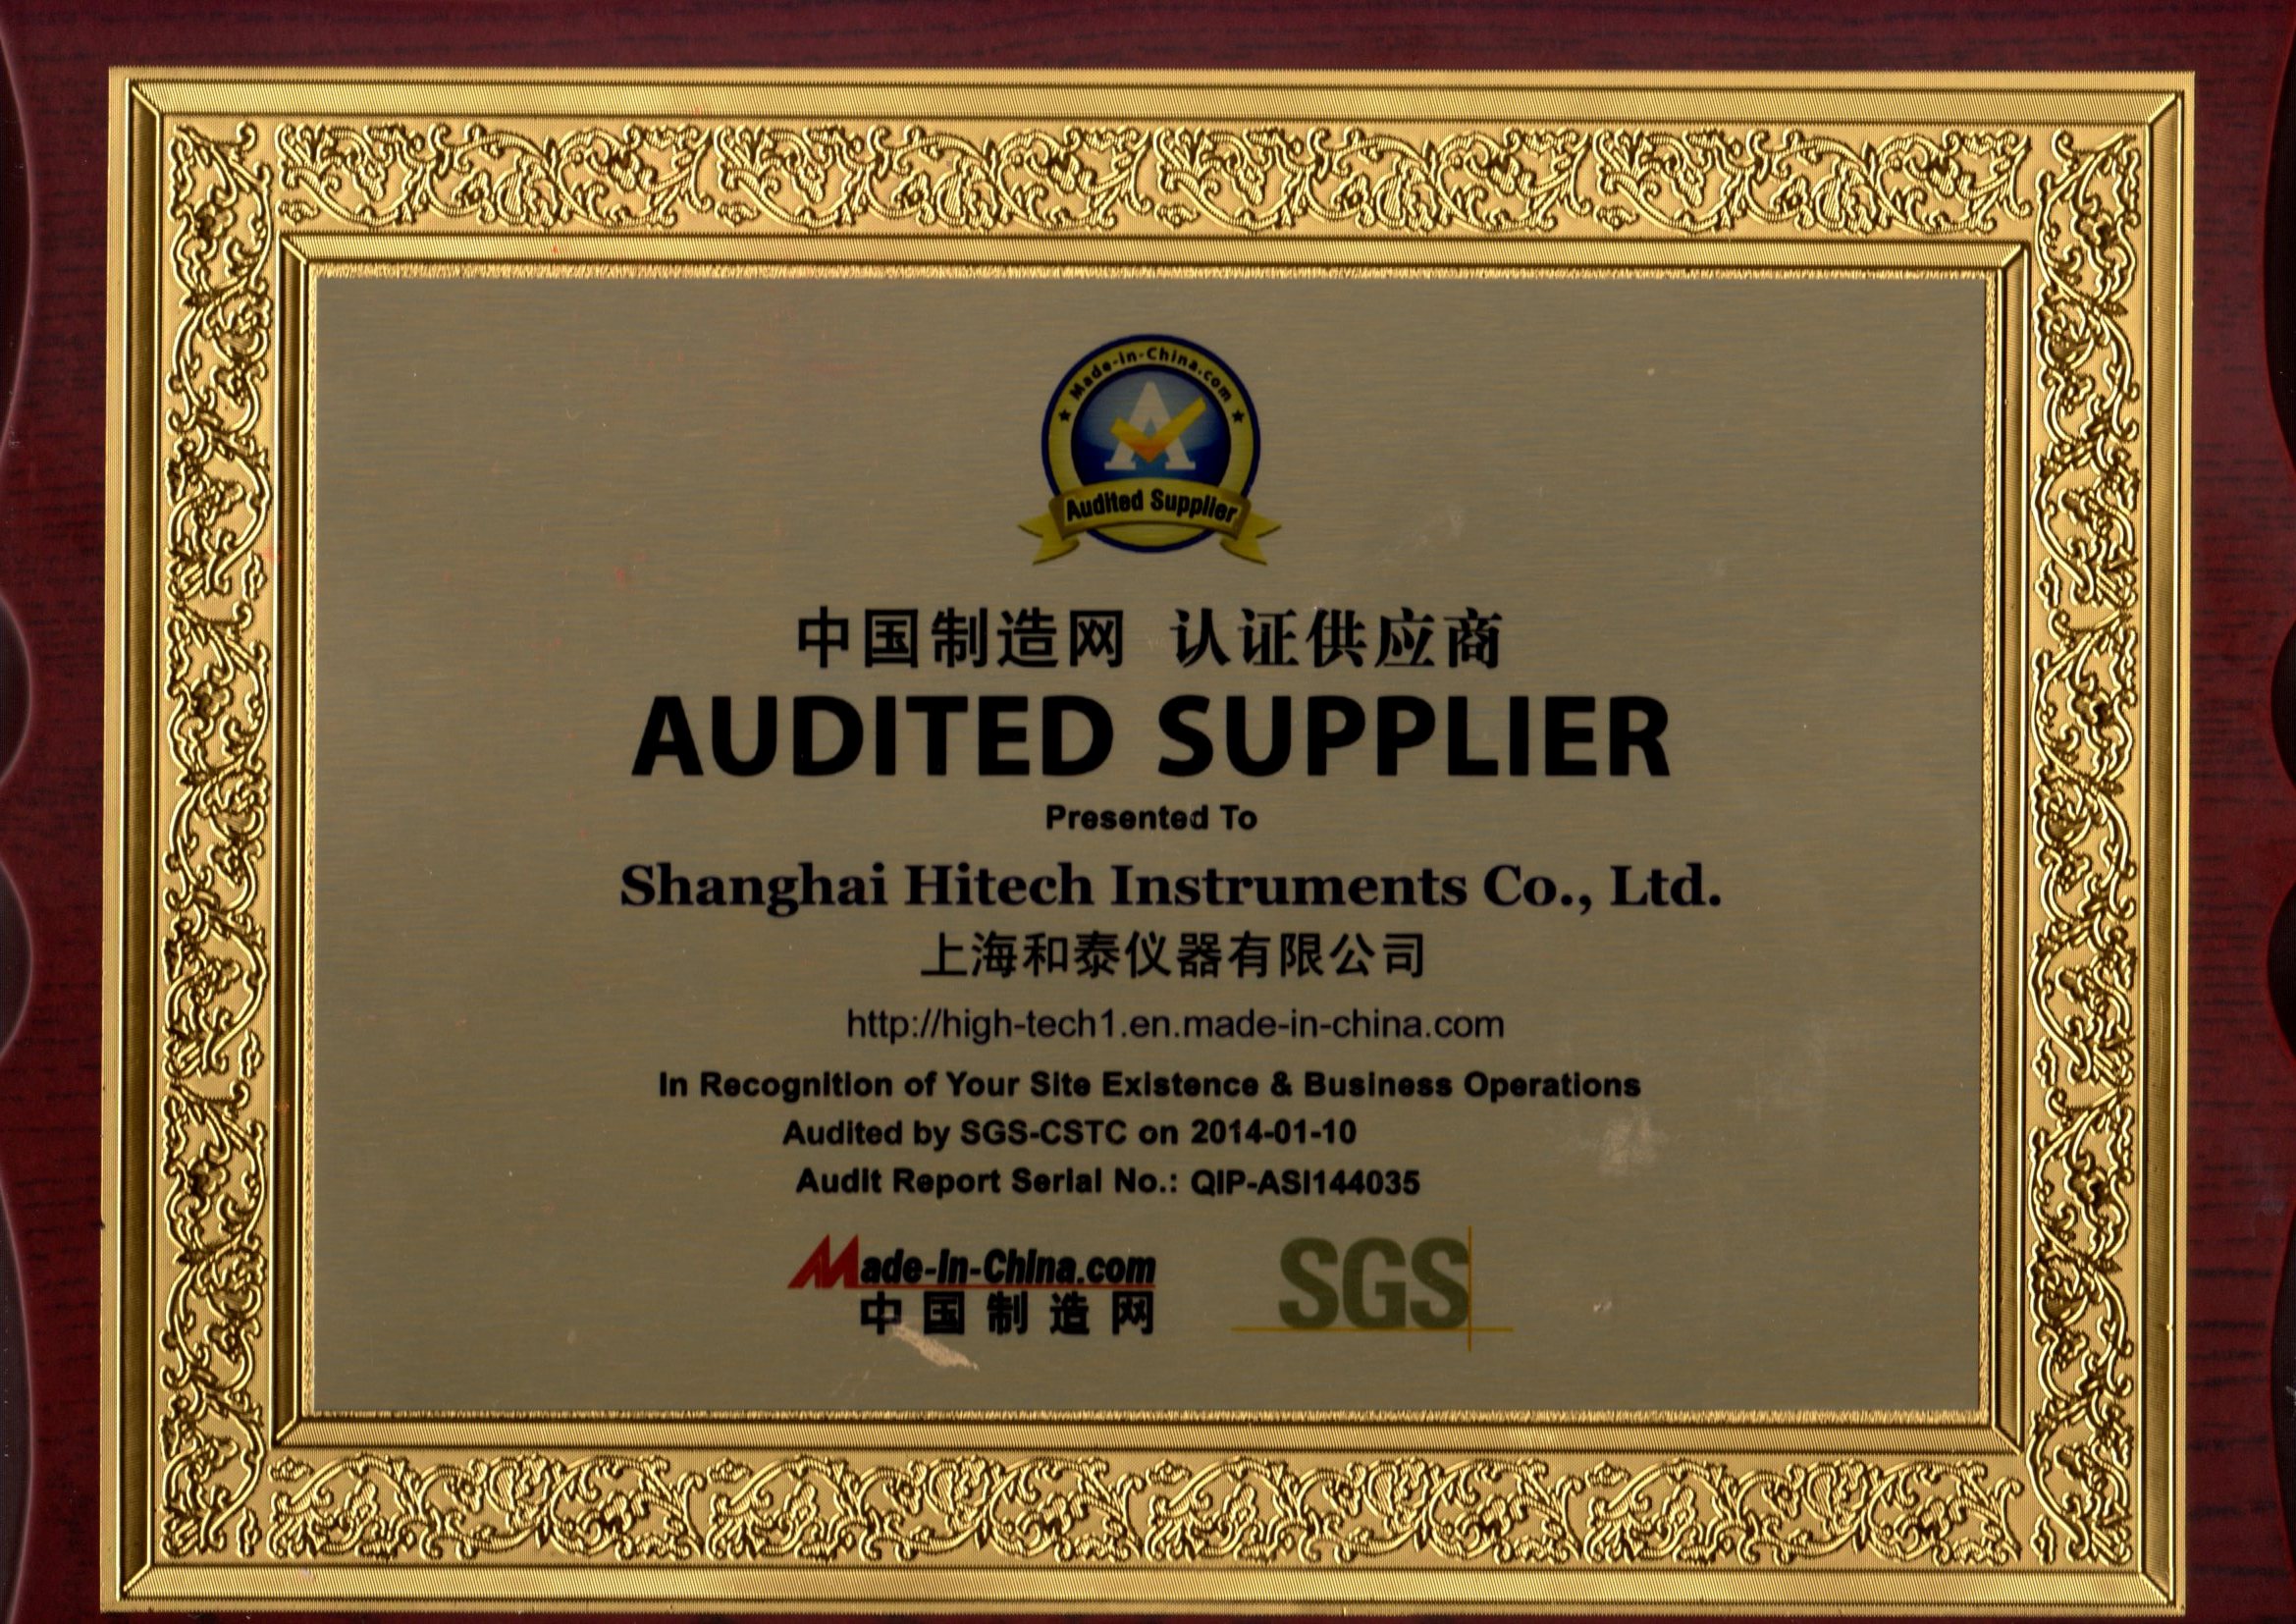 Made-in-China.com
A
Audited Supplier
中国制造网 认证供应商
AUDITED SUPPLIER
Presented To
Shanghai Hitech Instruments Co., Ltd.
上海和泰仪器有限公司
http://high-tech1.en.made-in-china.com
In Recognition of Your Site Existence & Business Operations
Audited by SGS-CSTC on 2014-01-10
Audit Report Serial No.: QIP-ASI144035
Made-in-China.com
中国制造网
SGS